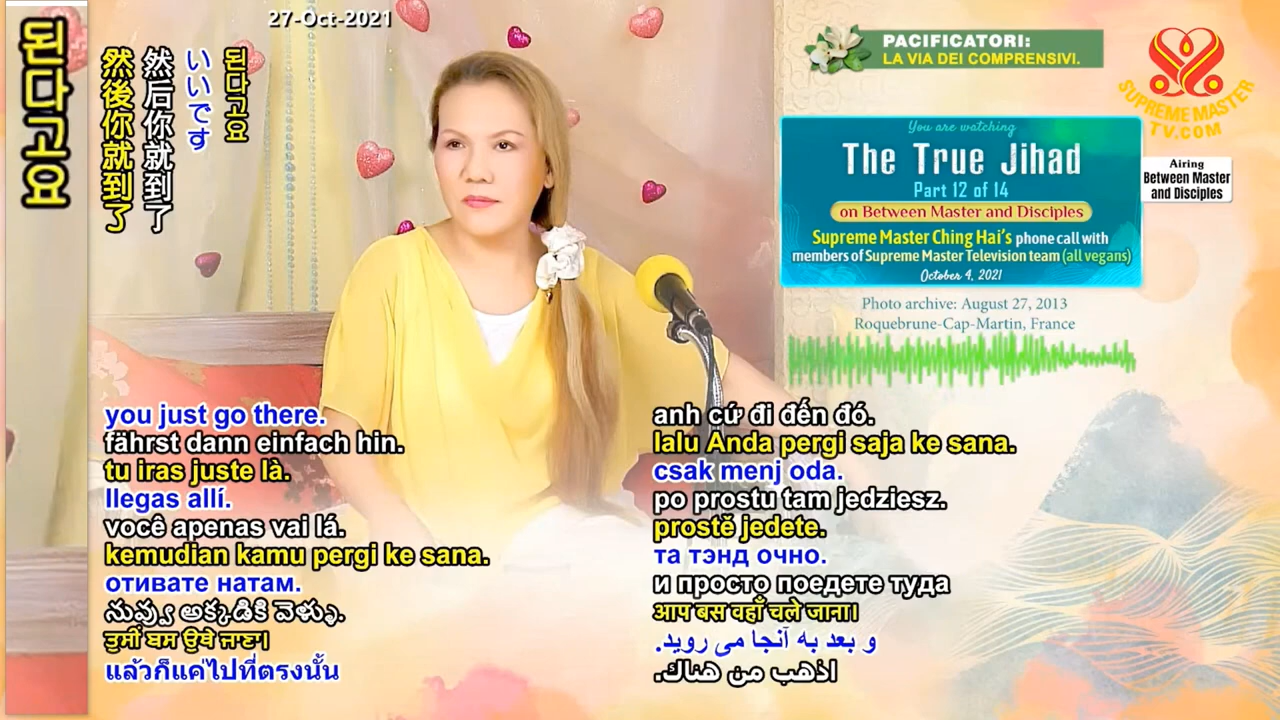 된다고요
27-Oct-2021
된다고요
いいです
然后你就到了
然後你就到了
PACIFICATORI:
LA VIA DEI COMPRENSIVI.
SUPREME MASTER
TV.COM
You are watching
The True Jihad
Part 12 of 14
on Between Master and Disciples
Supreme Master Ching Hai's phone call with
members of Supreme Master Television team (all vegans)
October 4, 2021
Airing
Between Master
and Disciples
Photo archive: August 27, 2013
Roquebrune-Cap-Martin, France
you just go there.
fährst dann einfach hin.
tu iras juste là.
llegas allí.
você apenas vai lá.
kemudian kamu pergi ke sana.
отивате натам.
నువ్వు అక్కడికి వెళ్ళు.
ਤੁਸੀਂ ਬਸ ਉਥੇ ਜਾਣਾ।
แล้วก็แค่ไปที่ตรงนั้น
anh cứ đi đến đó.
lalu Anda pergi saja ke sana.
csak menj oda.
po prostu tam jedziesz.
prostě jedete.
та тэнд очно.
и просто поедете туда
आप बस वहाँ चले जाना।
و بعد به آنجا می روید.
اذهب من هناك.